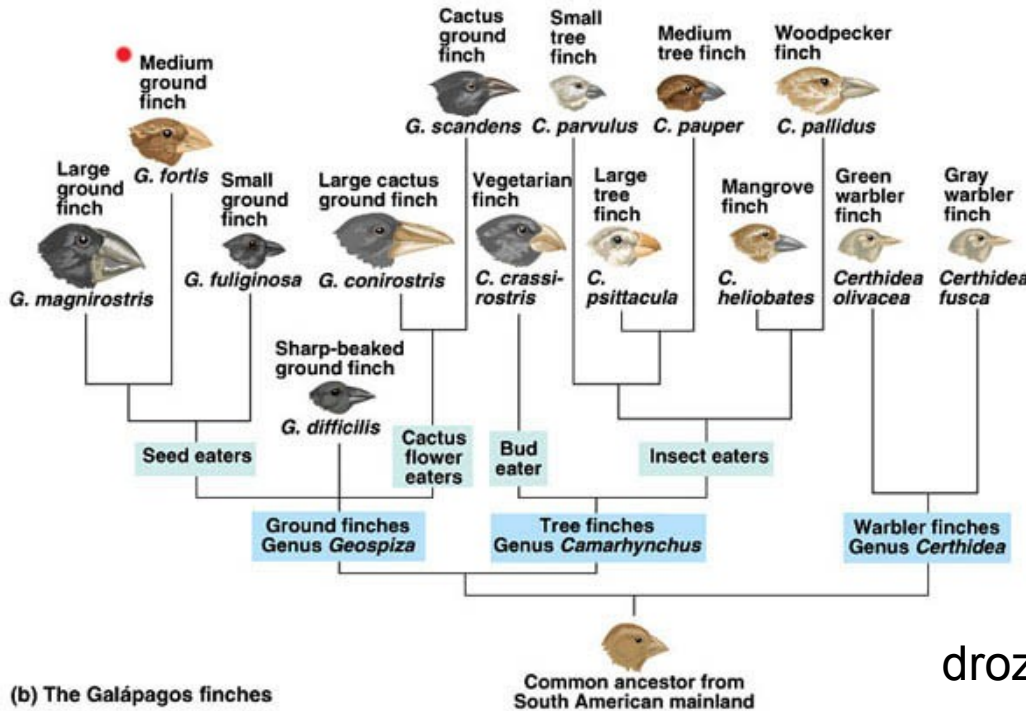 Cactus
ground
finch
G. scandens
Small
tree
finch
C. parvulus
Medium
tree finch
C. pauper
Woodpecker
finch
C. pallidus
Medium
ground
finch
G. fortis
Large
ground
finch
G. magnirostris
Small
ground
finch
G. fuliginosa
Large cactus
ground finch
G. conirostris
Vegetarian
finch
C. crassi-
rostris
Large
tree
finch
C.
psittacula
Mangrove
finch
C.
heliobates
Green
warbler
finch
Certhidea
olivacea
Gray
warbler
finch
Certhidea
fusca
Sharp-beaked
ground finch
G. difficilis
Seed eaters
Cactus
flower
eaters
Bud
eater
Insect eaters
Ground finches
Genus Geospiza
Tree finches
Genus Camarhynchus
Warbler finches
Genus Certhidea
Common ancestor from
South American mainland
droz
(b) The Galápagos finches